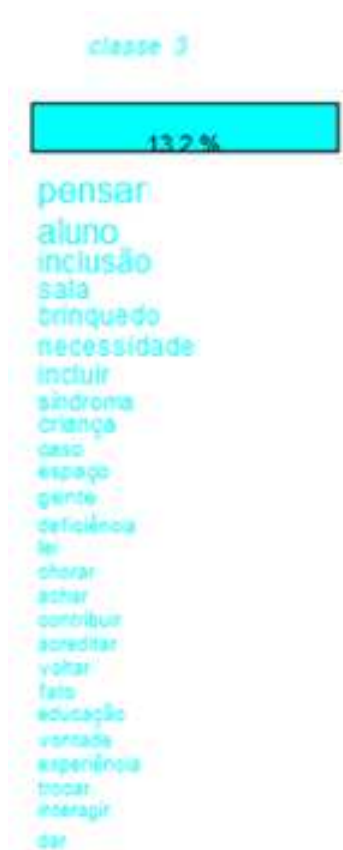 classe 3
13.2 %
pensar
aluno
inclusão
sala
brinquedo
necessidade
incluir
síndroma
criança
caso
espaço
gente
deficiência
lei
chorar
achar
contribuir
acreditar
voltar
fato
educação
vontade
experiência
trocar
interagir
dar